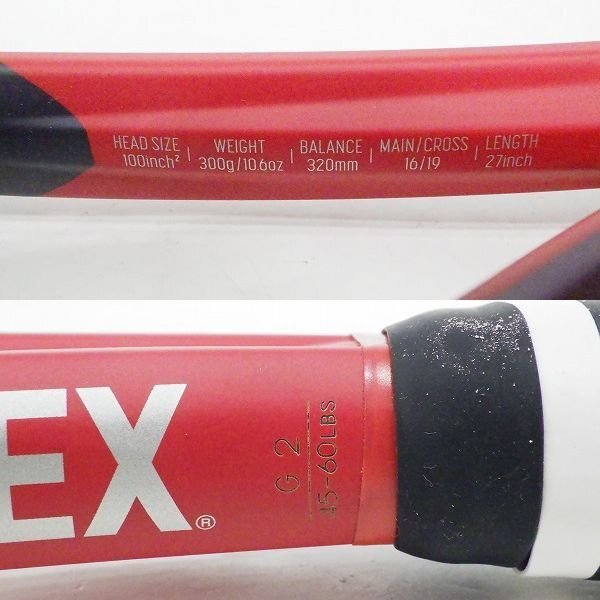 HEAD SIZE | WEIGHT | BALANCE | MAIN/CROSS | LENGTH
100inch² | 300g/10.6oz | 320mm | 16/19 | 27inch
EX®
G 2
45-60LBS